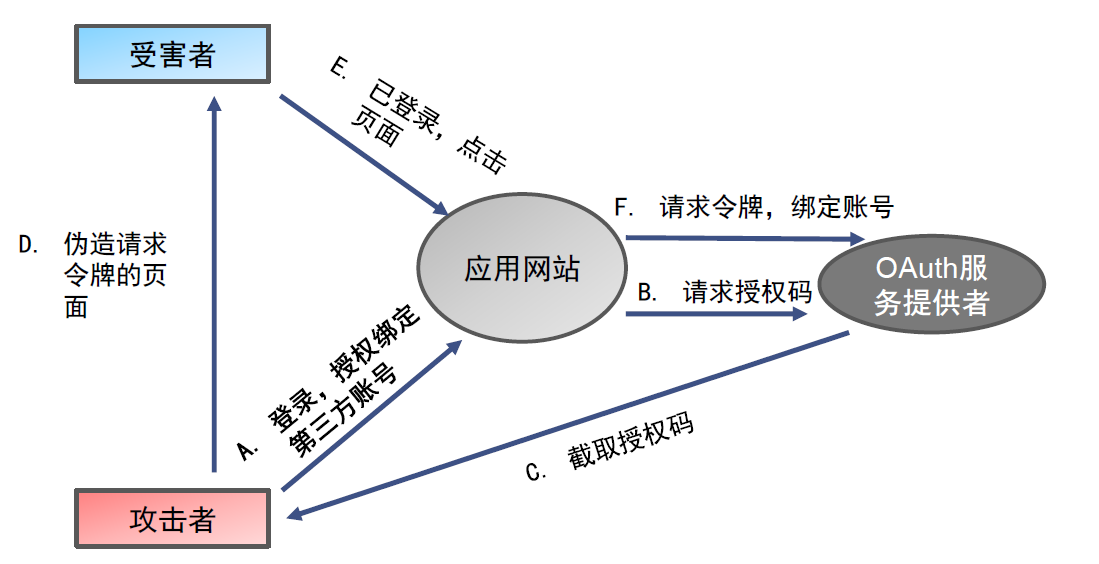 受害者
E. 已登录，点击
页面
D. 伪造请求
令牌的页
面
应用网站
F. 请求令牌，绑定账号
B. 请求授权码
OAuth服
务提供者
A. 登录，授权绑定
第三方账号
C. 截取授权码
攻击者